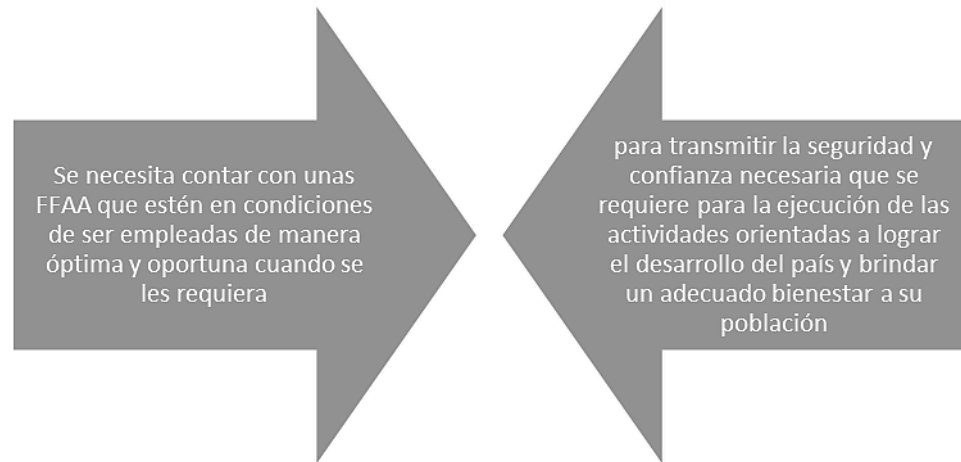 Se necesita contar con unas
FFAA que estén en condiciones
de ser empleadas de manera
óptima y oportuna cuando se
les requiera
para transmitir la seguridad y
confianza necesaria que se
requiere para la ejecución de las
actividades orientadas a lograr
el desarrollo del país y brindar
un adecuado bienestar a su
población